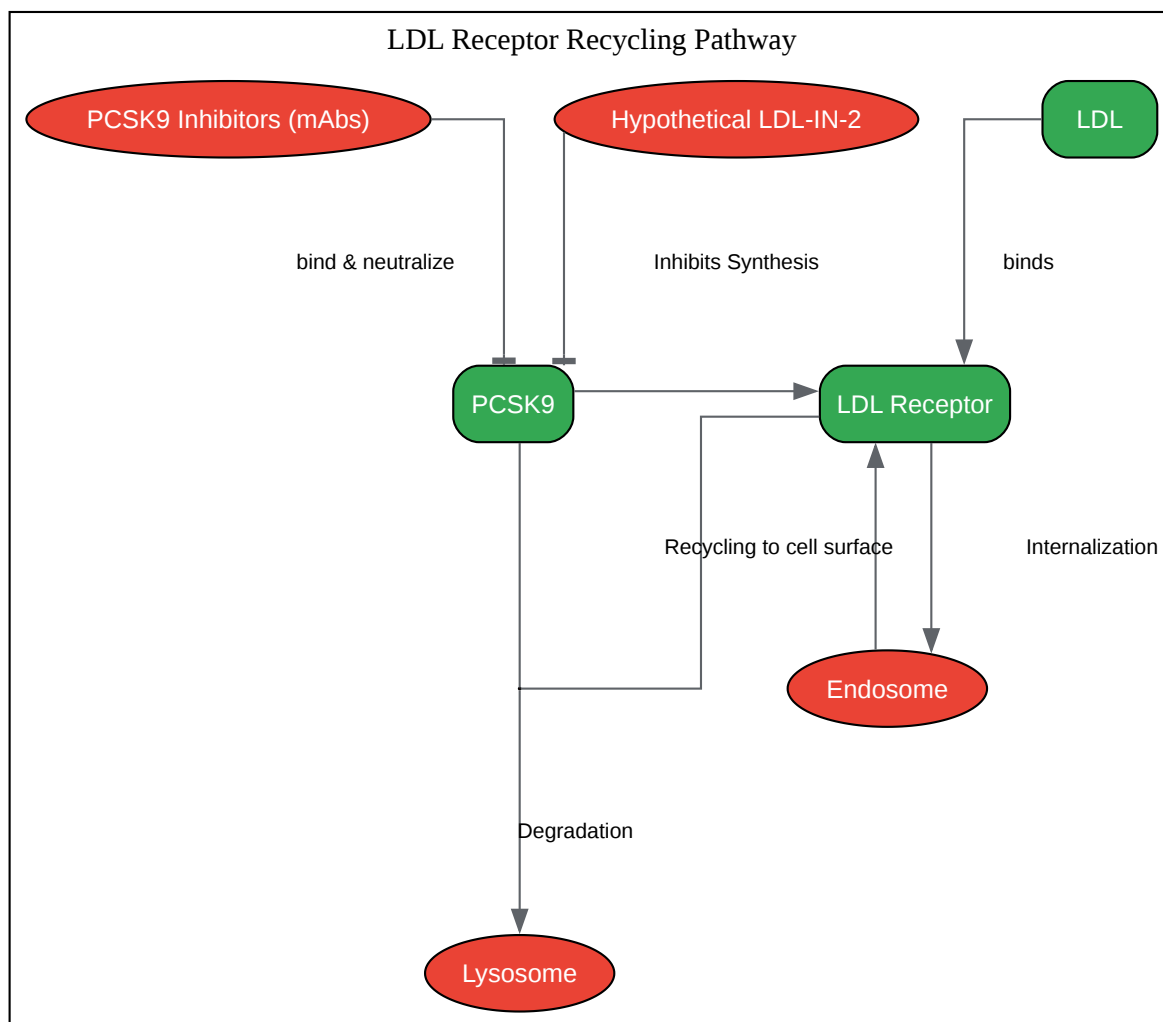 LDL Receptor Recycling Pathway
PCSK9 Inhibitors (mAbs)
Hypothetical LDL-IN-2
LDL
bind & neutralize
Inhibits Synthesis
binds
PCSK9
LDL Receptor
Recycling to cell surface
Internalization
Endosome
Degradation
Lysosome